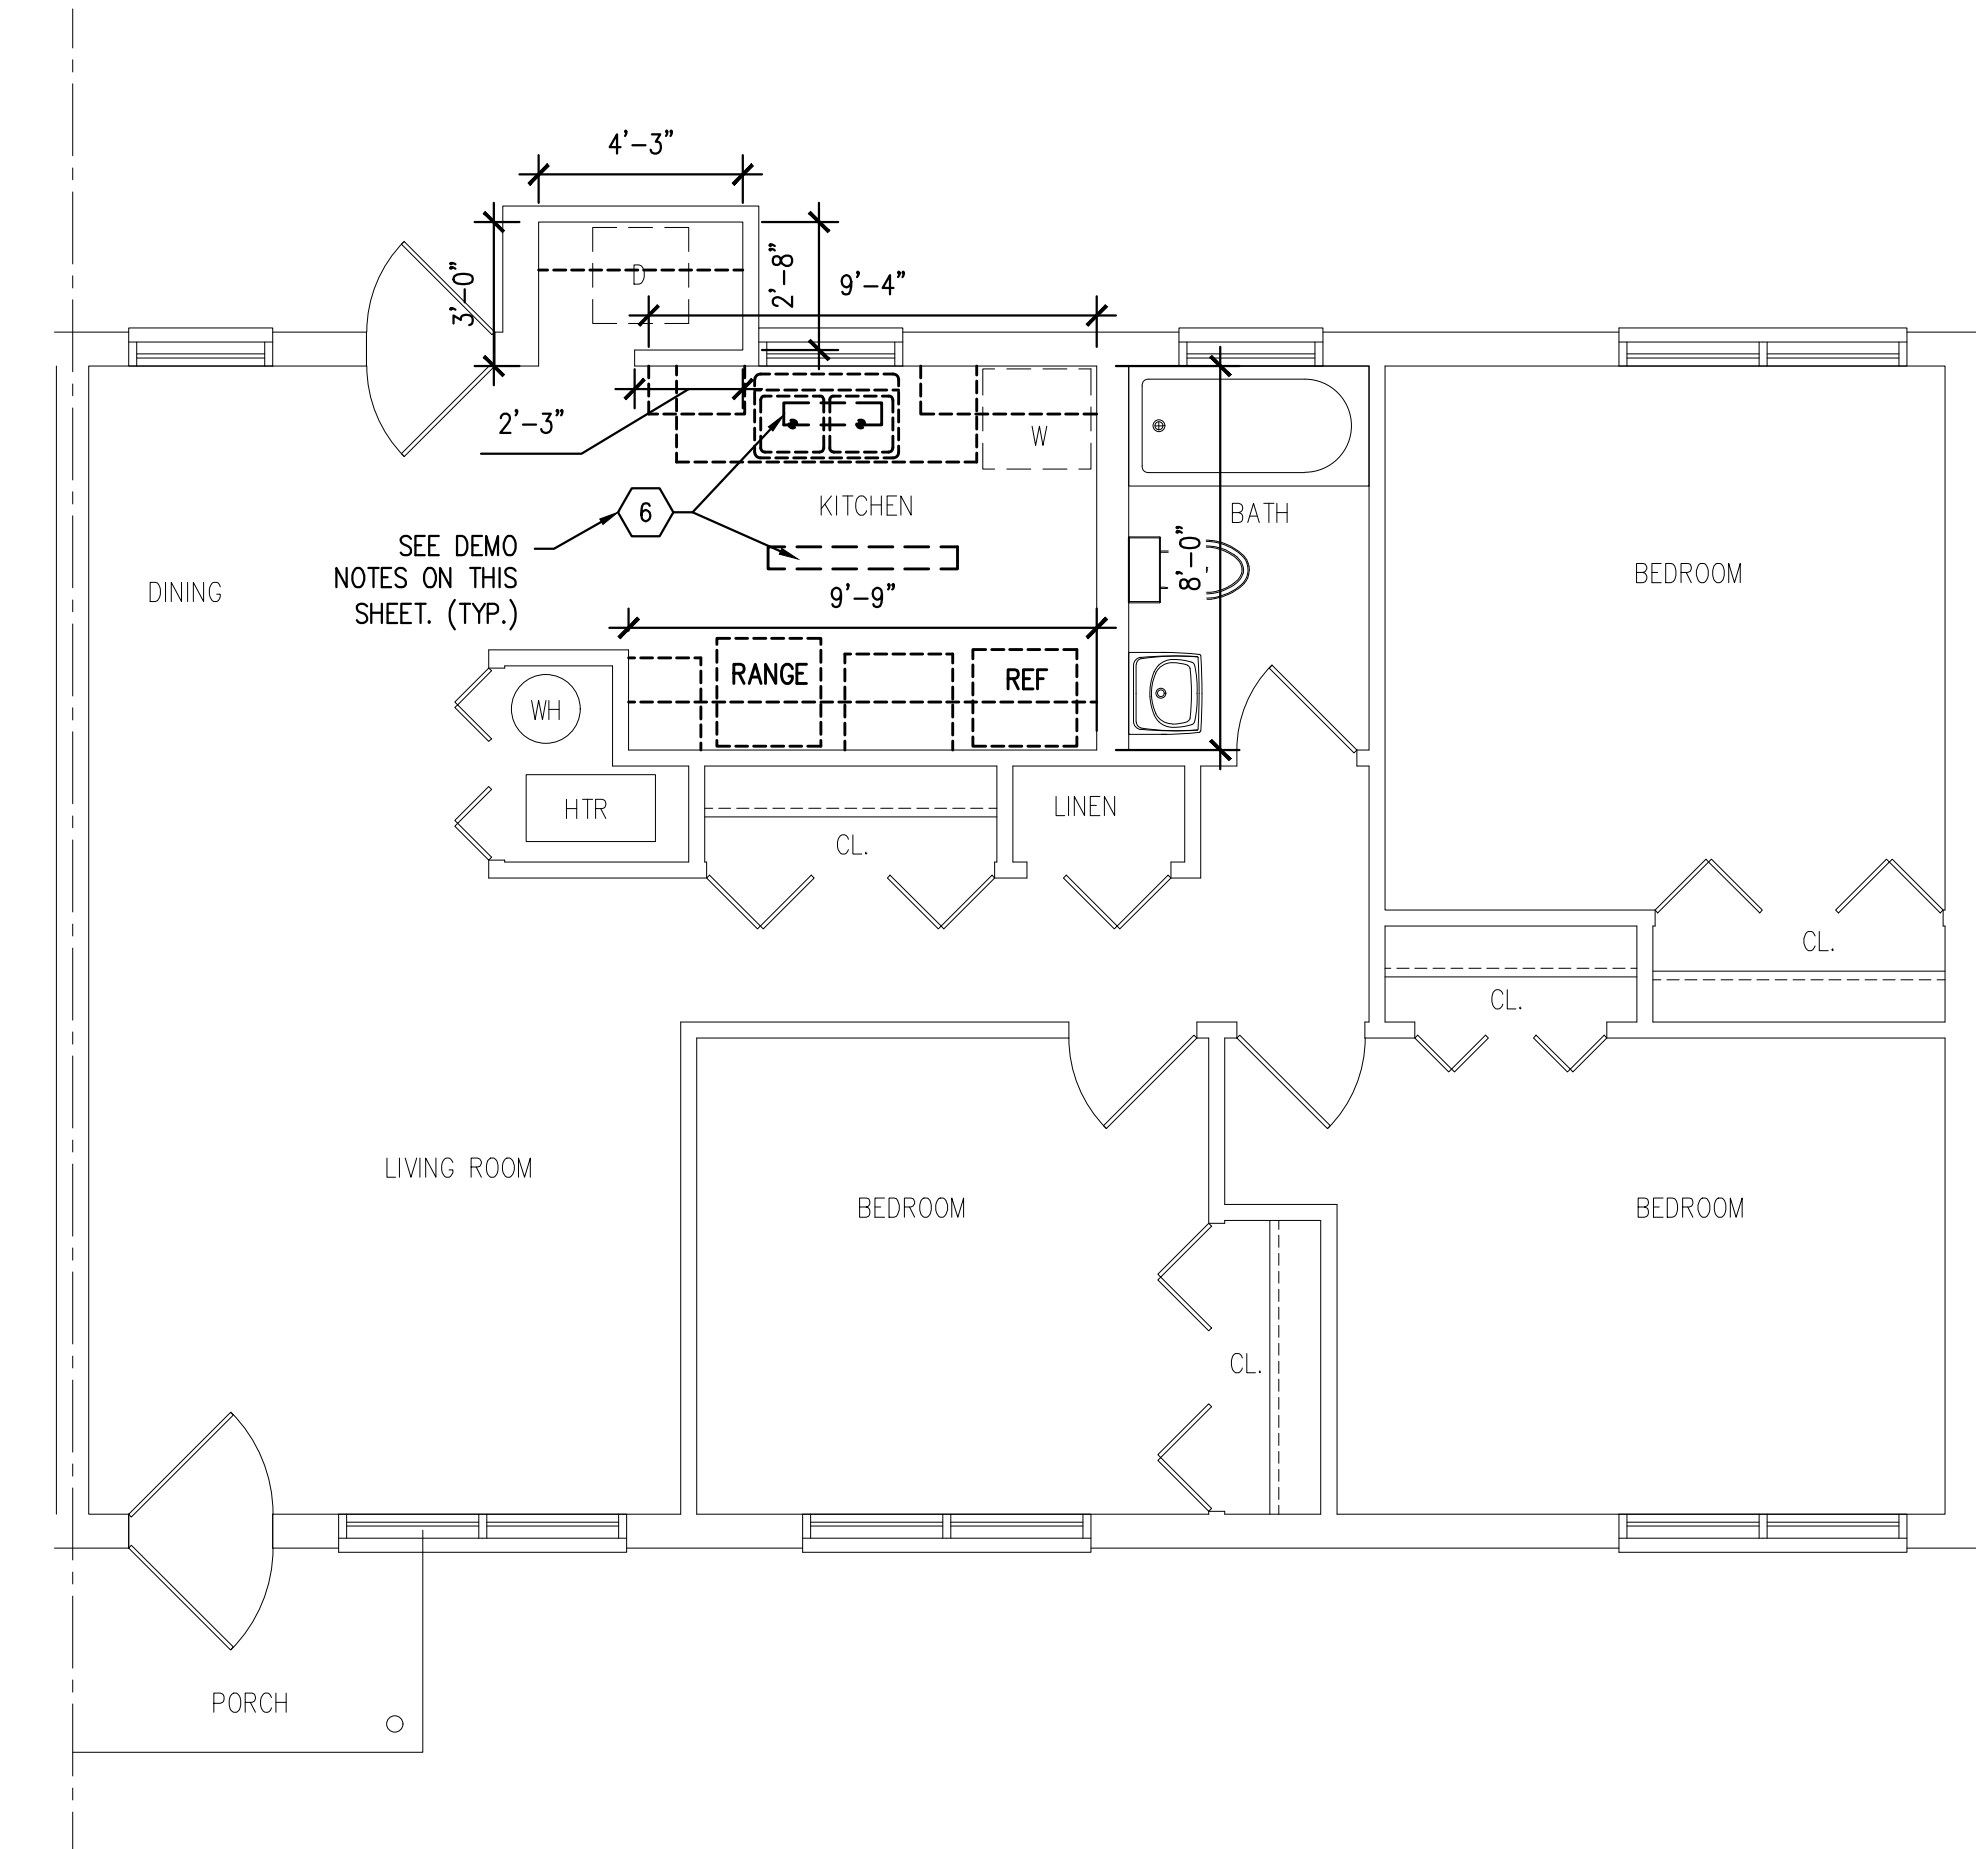 4'-3"
3'-0"
D
2'-8"
9'-4"
2'-3"
W
KITCHEN
BATH
6
SEE DEMO
NOTES ON THIS
SHEET. (TYP.)
8'-0"
DINING
BEDROOM
9'-9"
RANGE
REF
WH
HTR
LINEN
CL.
CL.
CL.
LIVING ROOM
BEDROOM
BEDROOM
CL.
PORCH